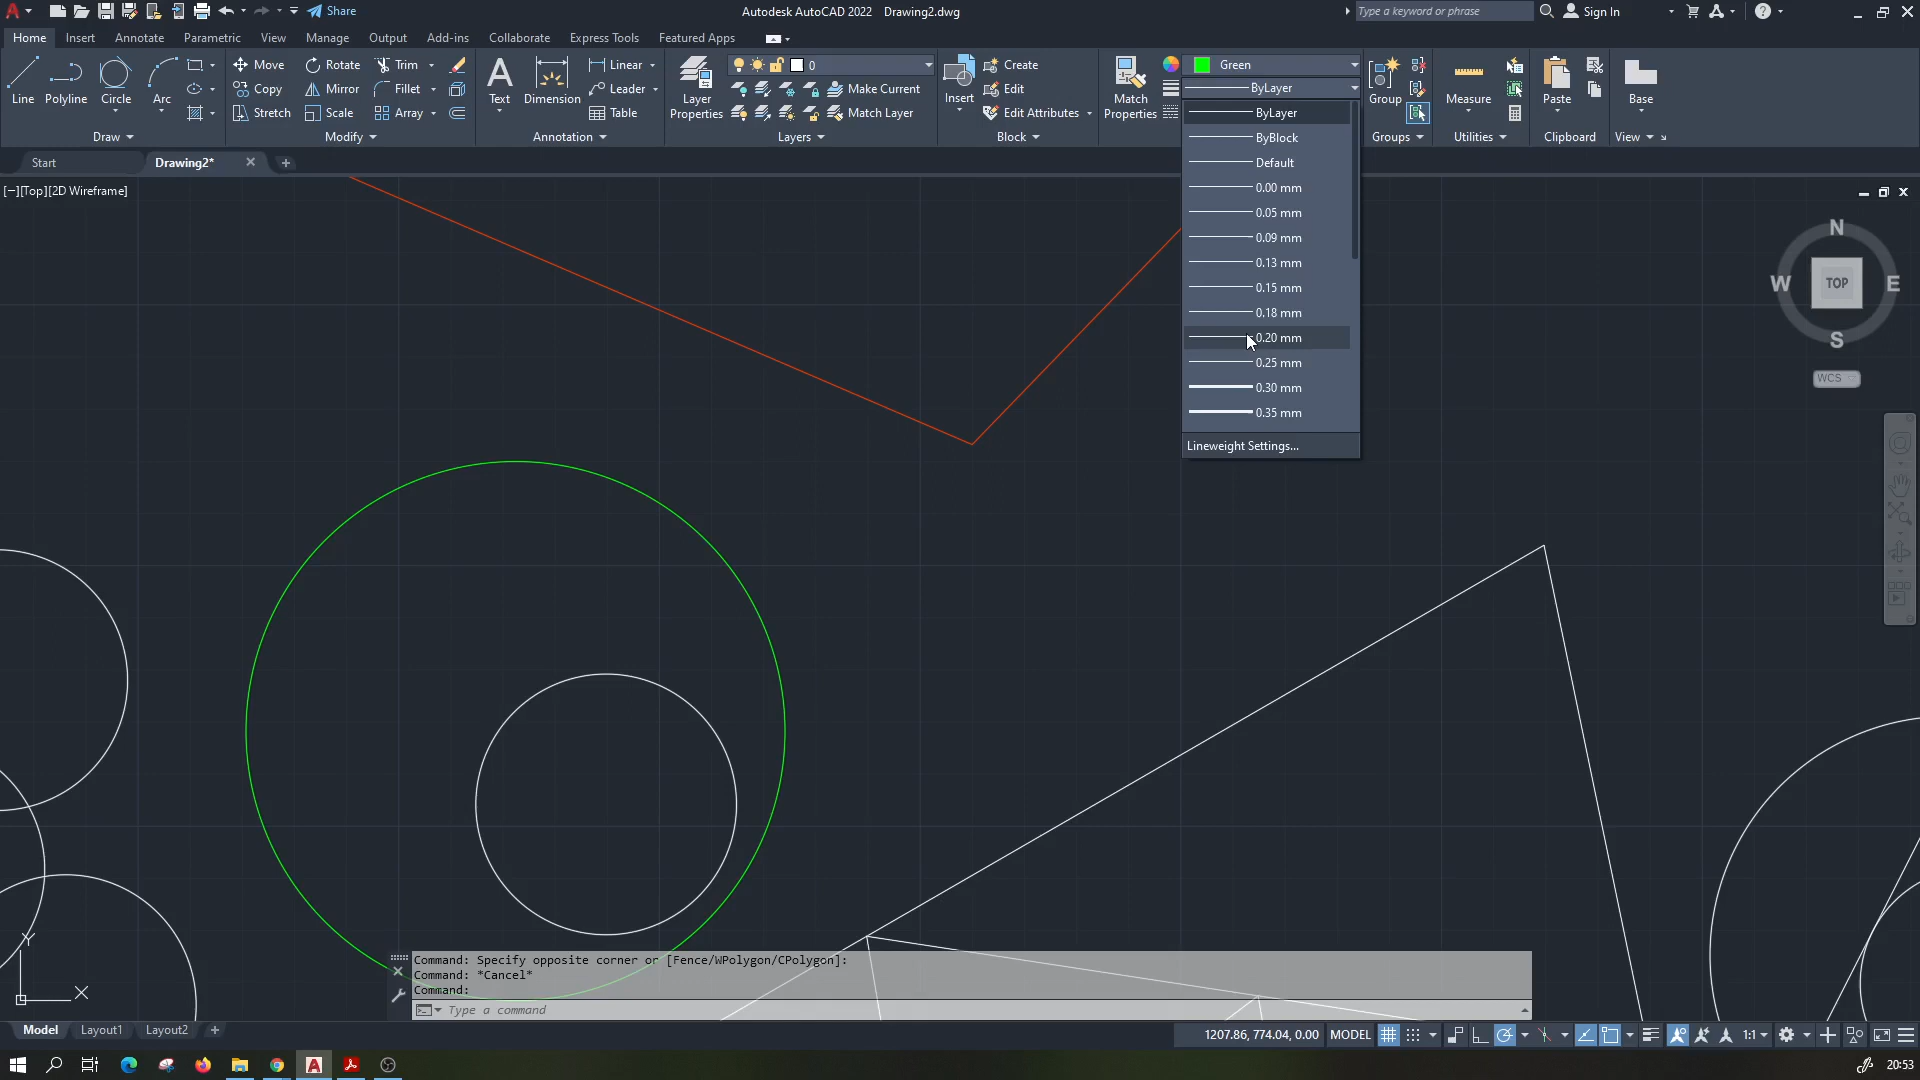 Share
Autodesk AutoCAD 2022 Drawing2.dwg
Type a keyword or phrase
Sign In
Home Insert Annotate Parametric View Manage Output Add-ins Collaborate Express Tools Featured Apps
Line Polyline Circle Arc
Move Rotate Trim
Copy Mirror Fillet
Stretch Scale Array
Text Dimension
Linear
Leader
Table
Layer Properties
0
Make Current
Match Layer
Insert
Create
Edit
Edit Attributes
Match Properties
Green
ByLayer
Group
Measure
Paste
Base
Draw Modify Annotation Layers Block Groups Utilities Clipboard View
ByLayer
ByBlock
Default
0.00 mm
0.05 mm
0.09 mm
0.13 mm
0.15 mm
0.18 mm
0.20 mm
0.25 mm
0.30 mm
0.35 mm
Lineweight Settings...
Start Drawing2*
[−][Top][2D Wireframe]
N
W TOP E
S
WCS
Y
X
Command: Specify opposite corner or [Fence/WPolygon/CPolygon]:
Command: *Cancel*
Command:
Type a command
Model Layout1 Layout2 +
1207.86, 774.04, 0.00 MODEL
1:1
20:53